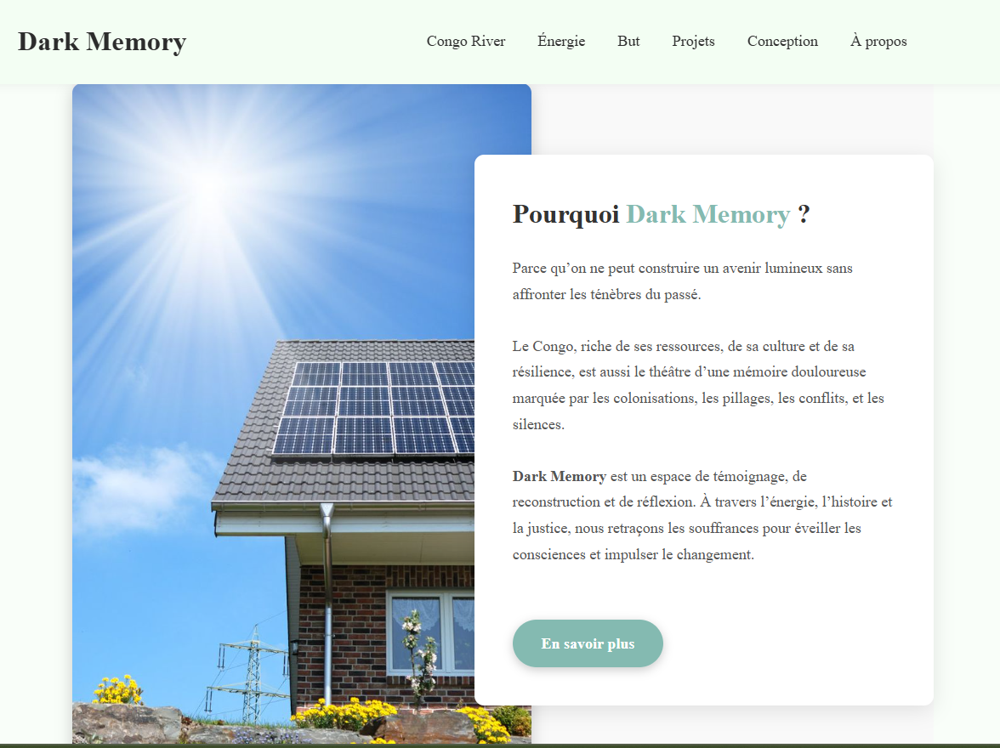 Dark Memory
Congo River Énergie But Projets Conception À propos
Pourquoi Dark Memory ?
Parce qu’on ne peut construire un avenir lumineux sans
affronter les ténèbres du passé.
Le Congo, riche de ses ressources, de sa culture et de sa
résilience, est aussi le théâtre d’une mémoire douloureuse
marquée par les colonisations, les pillages, les conflits, et les
silences.
Dark Memory est un espace de témoignage, de
reconstruction et de réflexion. À travers l’énergie, l’histoire et
la justice, nous retraçons les souffrances pour éveiller les
consciences et impulser le changement.
En savoir plus